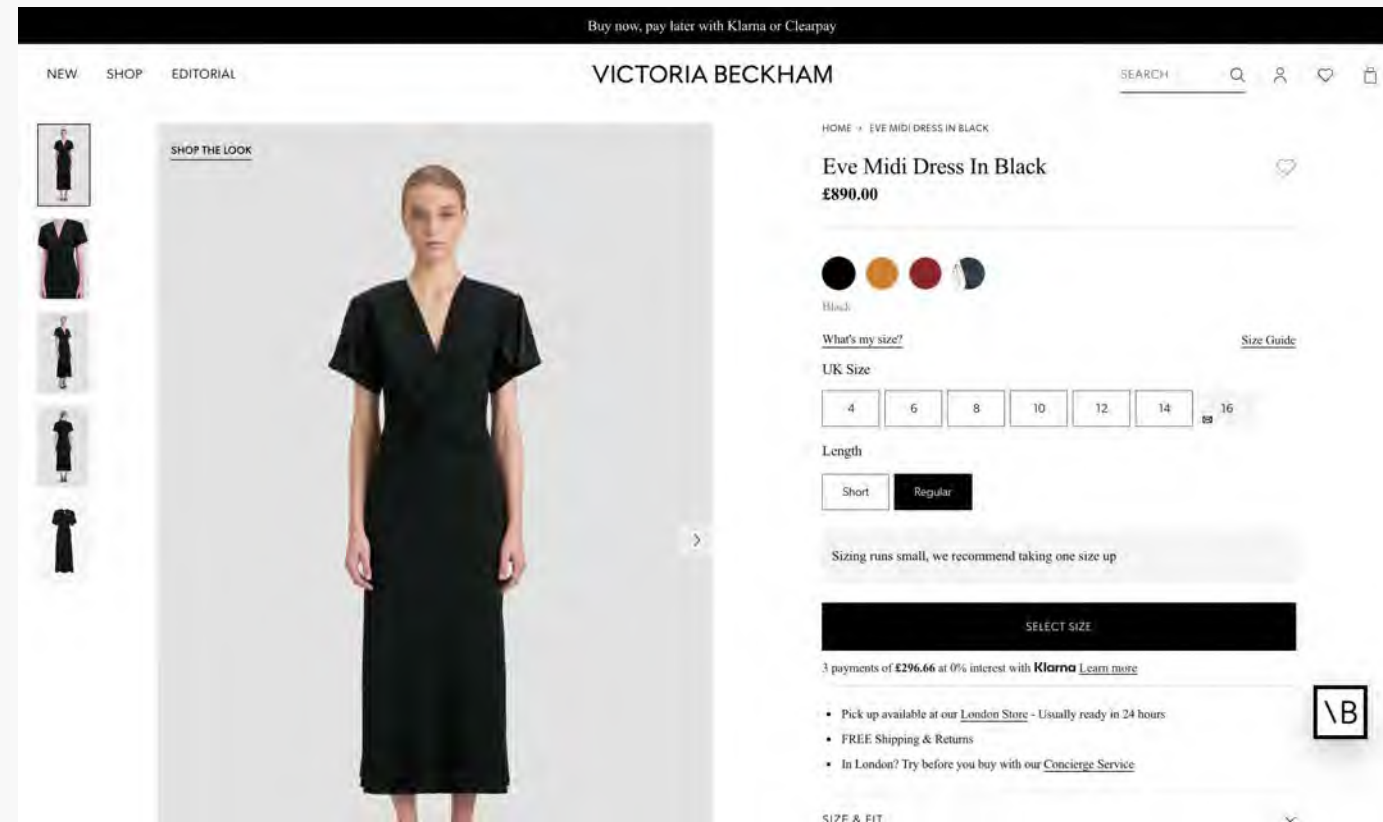 Buy now, pay later with Klarna or Clearpay
NEW SHOP EDITORIAL VICTORIA BECKHAM SEARCH
SHOP THE LOOK
HOME › EVE MIDI DRESS IN BLACK
Eve Midi Dress In Black
£890.00
Black
What's my size? Size Guide
UK Size
4 6 8 10 12 14 16
Length
Short Regular
Sizing runs small, we recommend taking one size up
SELECT SIZE
3 payments of £296.66 at 0% interest with Klarna Learn more
• Pick up available at our London Store - Usually ready in 24 hours
• FREE Shipping & Returns
• In London? Try before you buy with our Concierge Service
\B
SIZE & FIT